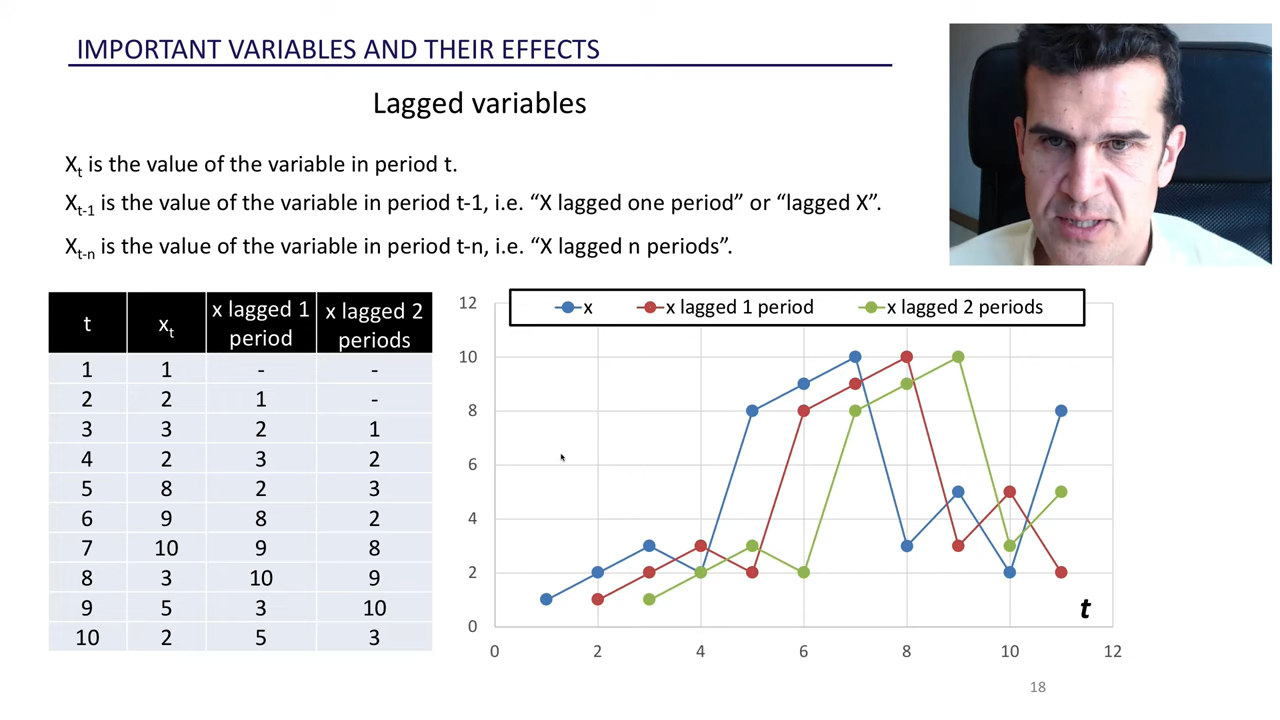 IMPORTANT VARIABLES AND THEIR EFFECTS
Lagged variables
Xt is the value of the variable in period t.
Xt-1 is the value of the variable in period t-1, i.e. “X lagged one period” or “lagged X”.
Xt-n is the value of the variable in period t-n, i.e. “X lagged n periods”.
t xt x lagged 1 period x lagged 2 periods
1 1 - -
2 2 1 -
3 3 2 1
4 2 3 2
5 8 2 3
6 9 8 2
7 10 9 8
8 3 10 9
9 5 3 10
10 2 5 3
x x lagged 1 period x lagged 2 periods
12
10
8
6
4
2
0
t
0 2 4 6 8 10 12
18